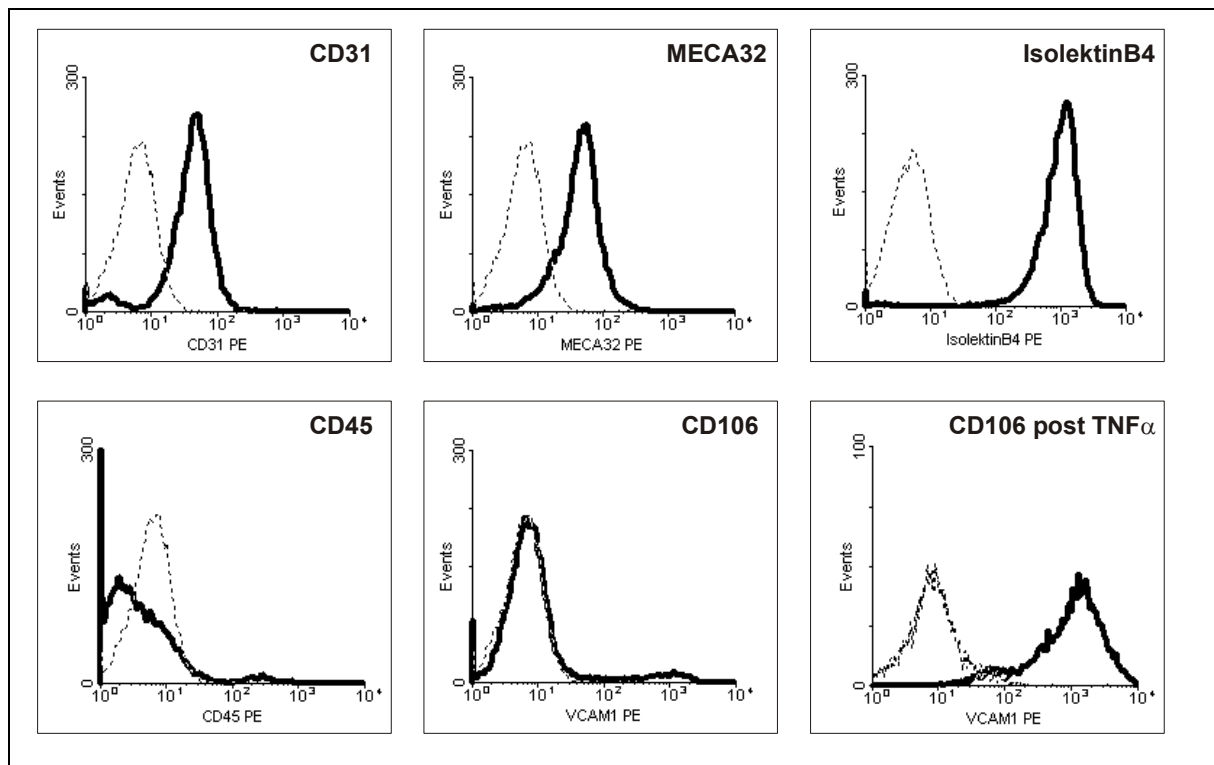 CD31
300
Events
0
10⁰ 10¹ 10² 10³ 10⁴
CD31 PE
MECA32
300
Events
0
10⁰ 10¹ 10² 10³ 10⁴
MECA32 PE
IsolektinB4
300
Events
0
10⁰ 10¹ 10² 10³ 10⁴
IsolektinB4 PE
CD45
300
Events
0
10⁰ 10¹ 10² 10³ 10⁴
CD45 PE
CD106
300
Events
0
10⁰ 10¹ 10² 10³ 10⁴
VCAM1 PE
CD106 post TNFα
100
Events
0
10⁰ 10¹ 10² 10³ 10⁴
VCAM1 PE